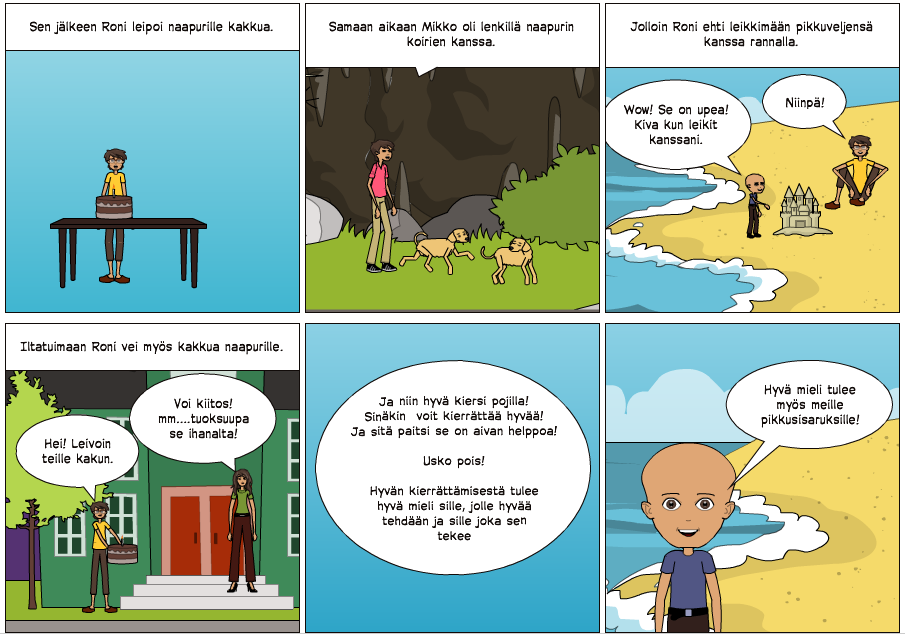 Sen jälkeen Roni leipoi naapurille kakkua.
Samaan aikaan Mikko oli lenkillä naapurin
koirien kanssa.
Jolloin Roni ehti leikkimään pikkuveljensä
kanssa rannalla.
Wow! Se on upea!
Kiva kun leikit
kanssani.
Niinpä!
Iltatuimaan Roni vei myös kakkua naapurille.
Hei! Leivoin
teille kakun.
Voi kiitos!
mm....tuoksuupa
se ihanalta!
Ja niin hyvä kiersi pojilla!
Sinäkin voit kierrättää hyvää!
Ja sitä paitsi se on aivan helppoa!
Usko pois!
Hyvän kierrättämisestä tulee
hyvä mieli sille, jolle hyvää
tehdään ja sille joka sen
tekee
Hyvä mieli tulee
myös meille
pikkusisaruksille!